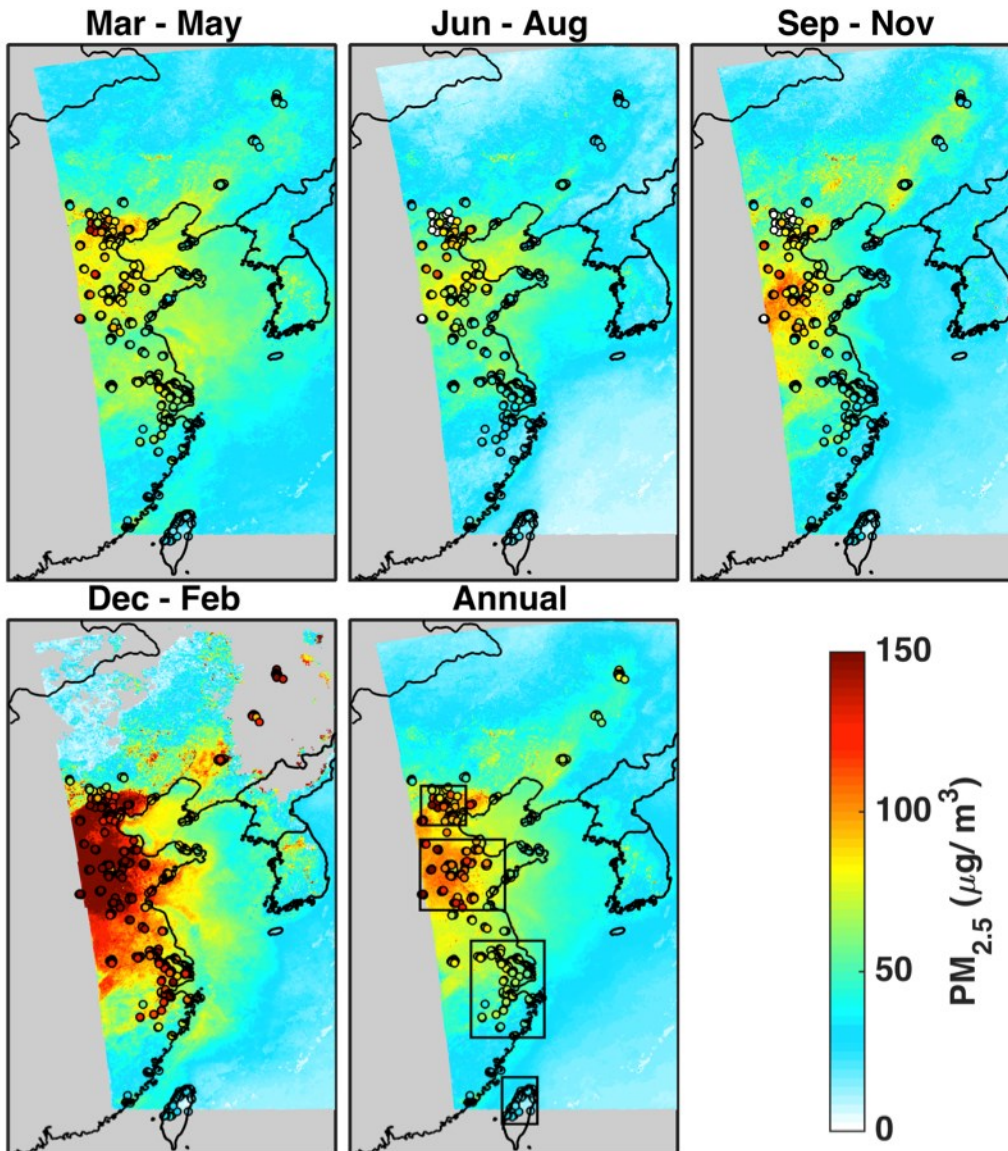 Mar - May
Jun - Aug
Sep - Nov
Dec - Feb
Annual
150
100
50
0
PM2.5 (μg/ m3)